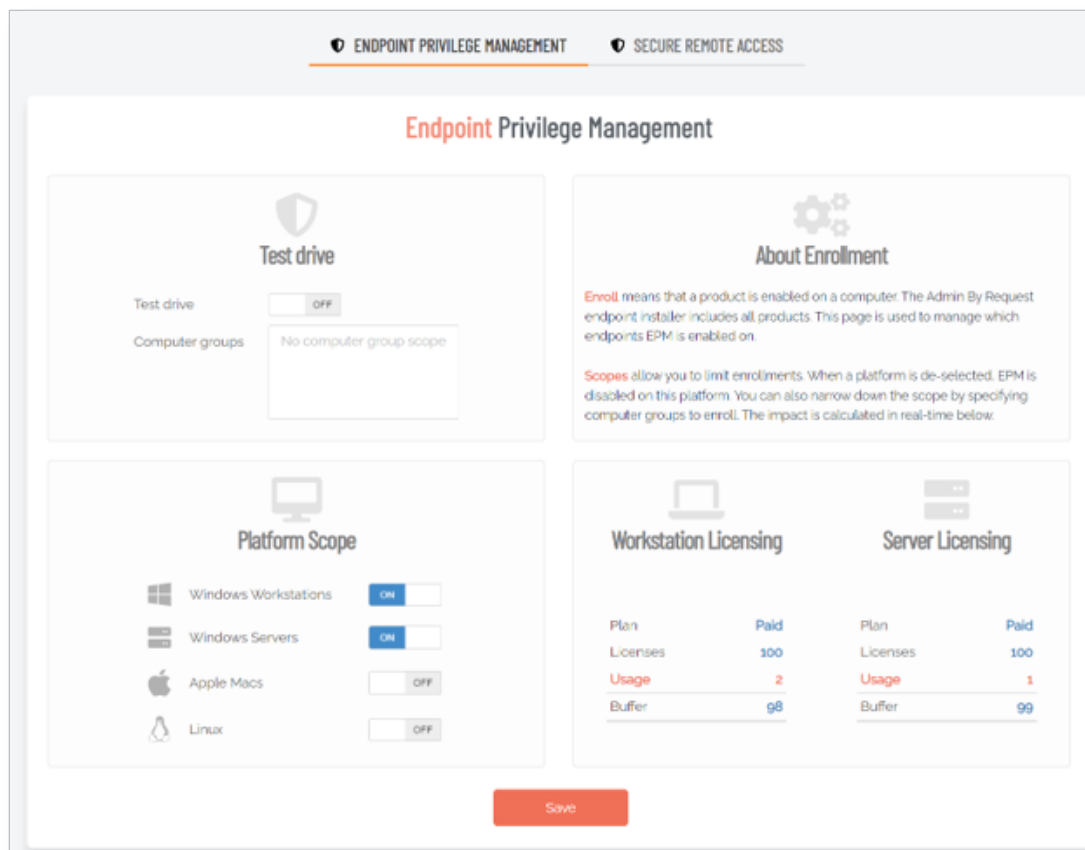 ENDPOINT PRIVILEGE MANAGEMENT
SECURE REMOTE ACCESS
Endpoint Privilege Management
Test drive
Test drive OFF
Computer groups No computer group scope
About Enrollment
Enroll means that a product is enabled on a computer. The Admin By Request
endpoint installer includes all products. This page is used to manage which
endpoints EPM is enabled on.
Scopes allow you to limit enrollments. When a platform is de-selected, EPM is
disabled on this platform. You can also narrow down the scope by specifying
computer groups to enroll. The impact is calculated in real-time below.
Platform Scope
Windows Workstations ON
Windows Servers ON
Apple Macs OFF
Linux OFF
Workstation Licensing
Plan Paid
Licenses 100
Usage 2
Buffer 98
Server Licensing
Plan Paid
Licenses 100
Usage 1
Buffer 99
Save